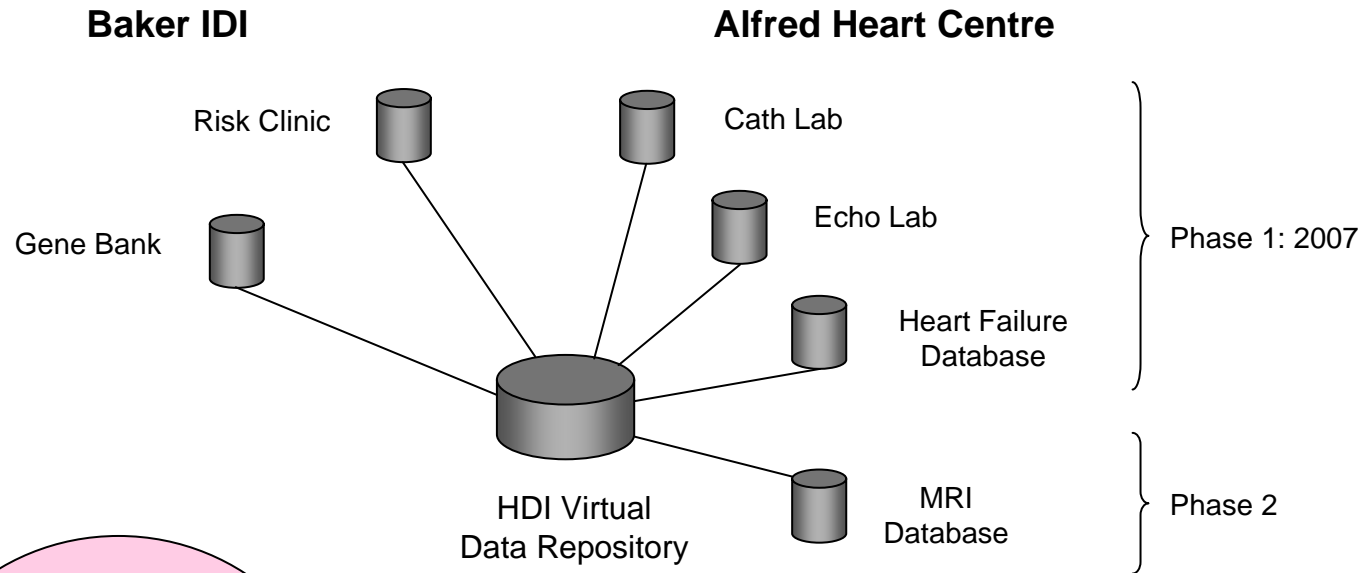 Baker IDI
Alfred Heart Centre
Risk Clinic
Cath Lab
Gene Bank
Echo Lab
Phase 1: 2007
Heart Failure
Database
HDI Virtual
Data Repository
MRI
Database
Phase 2